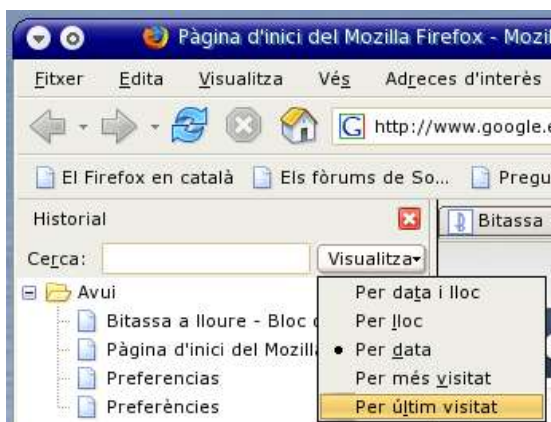 Pàgina d'inici del Mozilla Firefox - Mozil
Fitxer Edita Visualitza Vés Adreces d'interès
G http://www.google.e
El Firefox en català Els fòrums de So... Pregu
Historial Bitassa
Cerca: Visualitza
Avui Per data i lloc
Bitassa a lloure - Bloc Per lloc
Pàgina d'inici del Mozill Per data
Preferencias Per més visitat
Preferències Per últim visitat